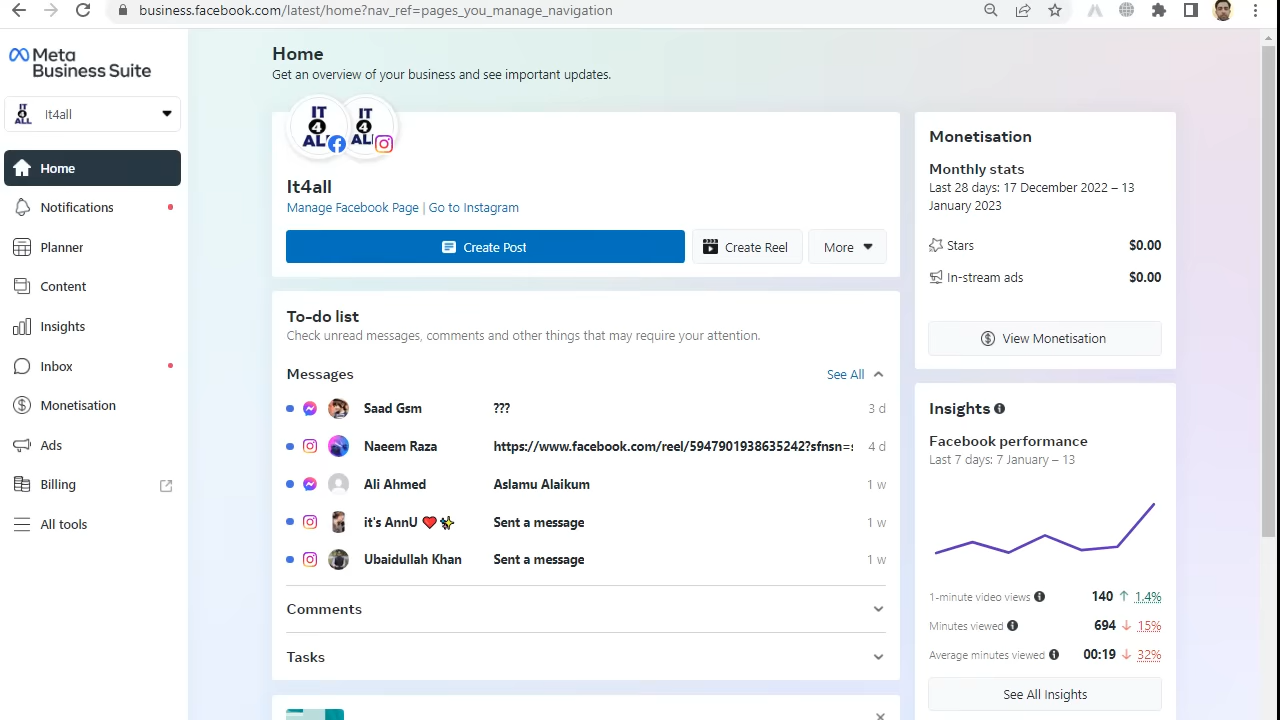 business.facebook.com/latest/home?nav_ref=pages_you_manage_navigation
Meta
Business Suite
It4all
Home
Notifications
Planner
Content
Insights
Inbox
Monetisation
Ads
Billing
All tools
Home
Get an overview of your business and see important updates.
IT
4
ALL
IT
4
ALL
It4all
Manage Facebook Page | Go to Instagram
Create Post
Create Reel
More
To-do list
Check unread messages, comments and other things that may require your attention.
Messages
See All
Saad Gsm ??? 3 d
Naeem Raza https://www.facebook.com/reel/5947901938635242?sfnsn=s 4 d
Ali Ahmed Aslamu Alaikum 1 w
it's AnnU ❤️✨ Sent a message 1 w
Ubaidullah Khan Sent a message 1 w
Comments
Tasks
Monetisation
Monthly stats
Last 28 days: 17 December 2022 – 13
January 2023
Stars $0.00
In-stream ads $0.00
View Monetisation
Insights
Facebook performance
Last 7 days: 7 January – 13
1-minute video views 140 ↑ 1.4%
Minutes viewed 694 ↓ 15%
Average minutes viewed 00:19 ↓ 32%
See All Insights